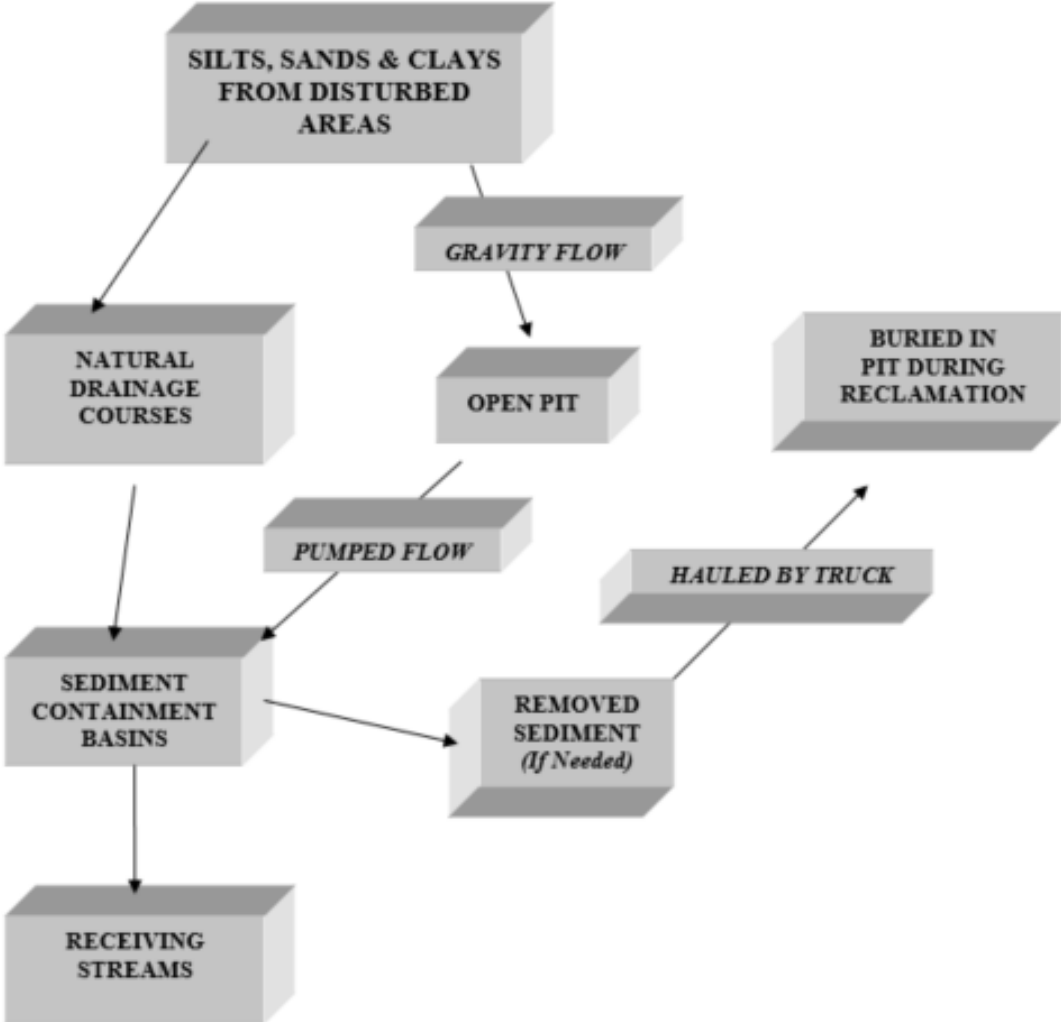 SILTS, SANDS & CLAYS
FROM DISTURBED
AREAS
GRAVITY FLOW
NATURAL
DRAINAGE
COURSES
OPEN PIT
BURIED IN
PIT DURING
RECLAMATION
PUMPED FLOW
HAULED BY TRUCK
SEDIMENT
CONTAINMENT
BASINS
REMOVED
SEDIMENT
(If Needed)
RECEIVING
STREAMS